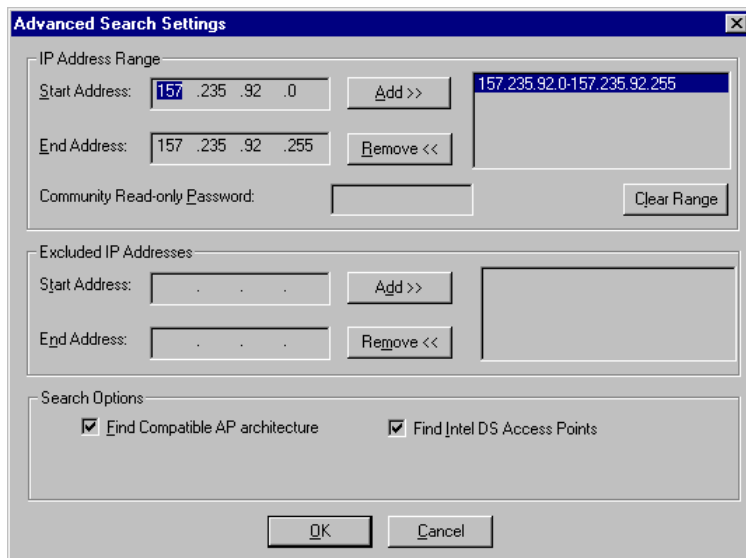 Advanced Search Settings
IP Address Range
Start Address: 157 .235 .92 .0 Add >> 157.235.92.0-157.235.92.255
End Address: 157 .235 .92 .255 Remove <<
Community Read-only Password: Clear Range
Excluded IP Addresses
Start Address: . . . Add >>
End Address: . . . Remove <<
Search Options
Find Compatible AP architecture Find Intel DS Access Points
OK Cancel